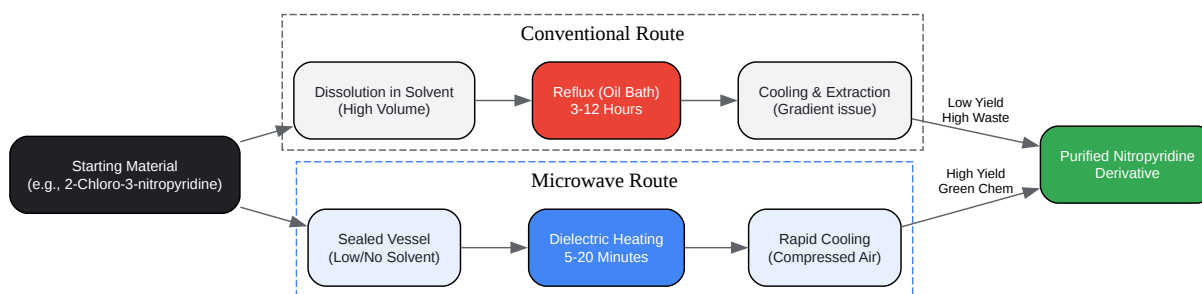 Conventional Route
Dissolution in Solvent
(High Volume)
Reflux (Oil Bath)
3-12 Hours
Cooling & Extraction
(Gradient issue)
Low Yield
High Waste
Starting Material
(e.g., 2-Chloro-3-nitropyridine)
Purified Nitropyridine
Derivative
Microwave Route
High Yield
Green Chem
Sealed Vessel
(Low/No Solvent)
Dielectric Heating
5-20 Minutes
Rapid Cooling
(Compressed Air)